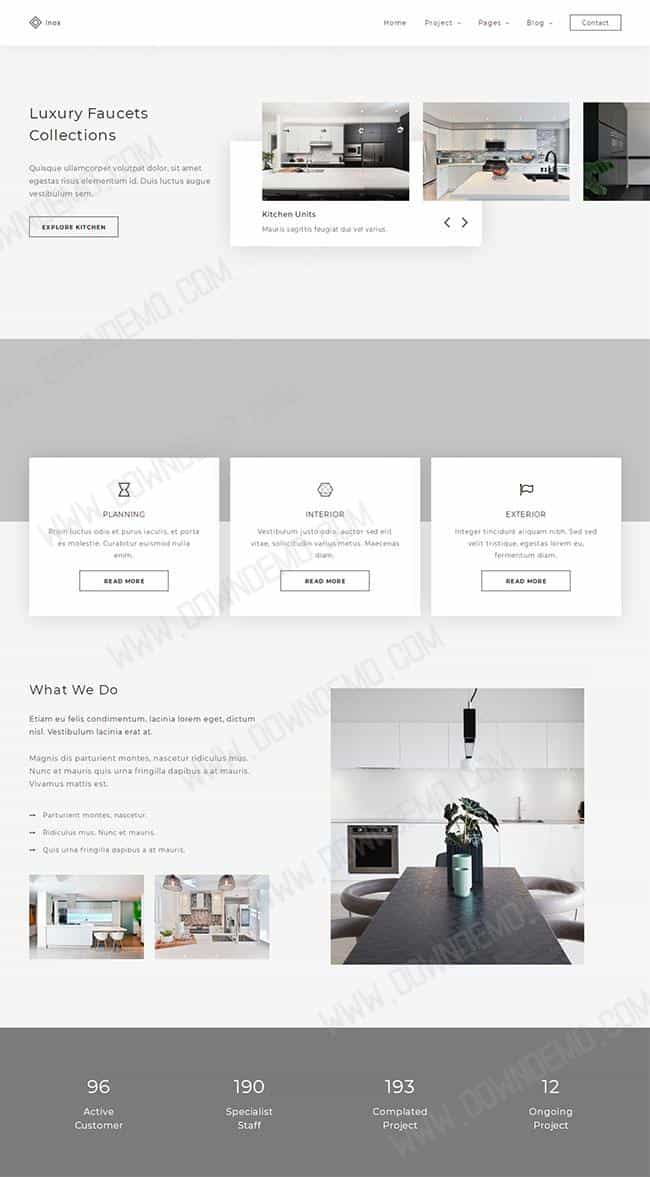 Inox
Home
Project
Pages
Blog
Contact
Luxury Faucets
Collections
Quisque ullamcorper volutpat dolor, sit amet
egestas risus elementum id. Duis luctus augue
vestibulum sem.
EXPLORE KITCHEN
Kitchen Units
Mauris sagittis feugiat dui vet varius.
PLANNING
Proin luctus odio et purus iaculis, et porta
ex molestie. Curabitur euismod nulla
enim.
READ MORE
INTERIOR
Vestibulum justo odio, auctor sed elit
vitae, sollicitudin varius metus. Maecenas
diam.
READ MORE
EXTERIOR
Integer tincidunt aliquam nibh. Sed sed
velit tristique, egestas lorem eu,
fermentum diam.
READ MORE
What We Do
Etiam eu felis condimentum, lacinia lorem eget, dictum
nisl. Vestibulum lacinia erat at.
Magnis dis parturient montes, nascetur ridiculus mus.
Nunc et mauris quis urna fringilla dapibus a at mauris.
Vivamus mattis est.
Parturient montes, nascetur.
Ridiculus mus. Nunc et mauris.
Quis urna fringilla dapibus a at mauris.
96
Active
Customer
190
Specialist
Staff
193
Complated
Project
12
Ongoing
Project
WWW.DOWNDEMO.COM